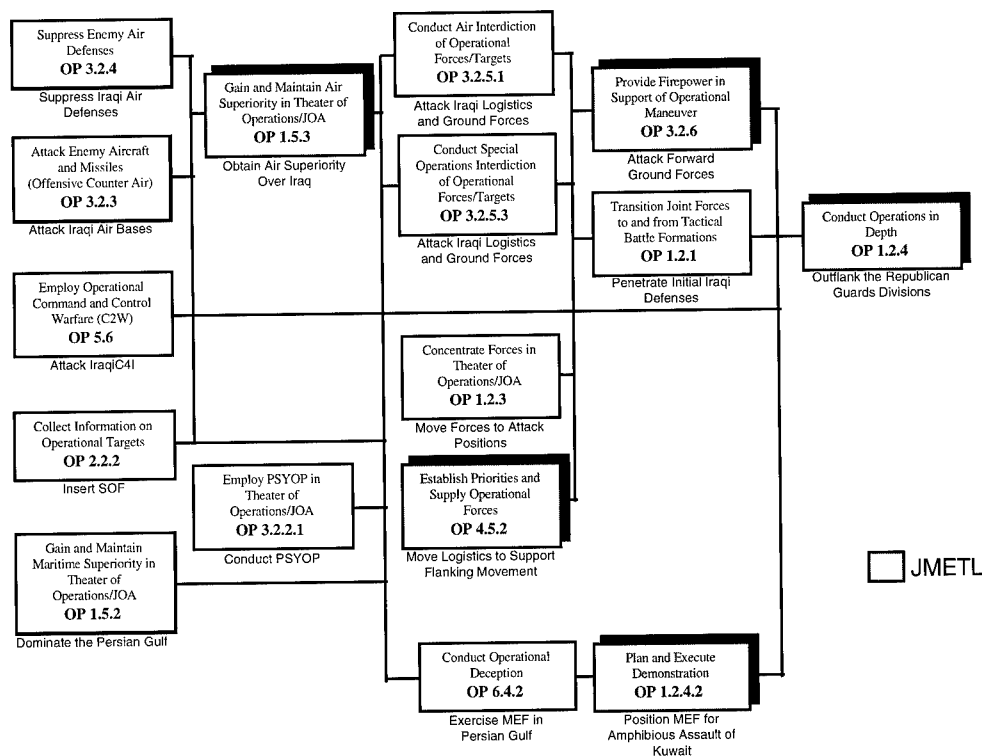 Suppress Enemy Air
Defenses
OP 3.2.4
Suppress Iraqi Air
Defenses
Attack Enemy Aircraft
and Missiles
(Offensive Counter Air)
OP 3.2.3
Attack Iraqi Air Bases
Employ Operational
Command and Control
Warfare (C2W)
OP 5.6
Attack IraqiC4I
Collect Information on
Operational Targets
OP 2.2.2
Insert SOF
Gain and Maintain
Maritime Superiority in
Theater of
Operations/JOA
OP 1.5.2
Dominate the Persian Gulf
Gain and Maintain Air
Superiority in Theater of
Operations/JOA
OP 1.5.3
Obtain Air Superiority
Over Iraq
Employ PSYOP in
Theater of
Operations/JOA
OP 3.2.2.1
Conduct PSYOP
Conduct Air Interdiction
of Operational
Forces/Targets
OP 3.2.5.1
Attack Iraqi Logistics
and Ground Forces
Conduct Special
Operations Interdiction
of Operational
Forces/Targets
OP 3.2.5.3
Attack Iraqi Logistics
and Ground Forces
Concentrate Forces in
Theater of
Operations/JOA
OP 1.2.3
Move Forces to Attack
Positions
Establish Priorities and
Supply Operational
Forces
OP 4.5.2
Move Logistics to Support
Flanking Movement
Conduct Operational
Deception
OP 6.4.2
Exercise MEF in
Persian Gulf
Provide Firepower in
Support of Operational
Maneuver
OP 3.2.6
Attack Forward
Ground Forces
Transition Joint Forces
to and from Tactical
Battle Formations
OP 1.2.1
Penetrate Initial Iraqi
Defenses
Plan and Execute
Demonstration
OP 1.2.4.2
Position MEF for
Amphibious Assault of
Kuwait
Conduct Operations in
Depth
OP 1.2.4
Outflank the Republican
Guards Divisions
JMETL